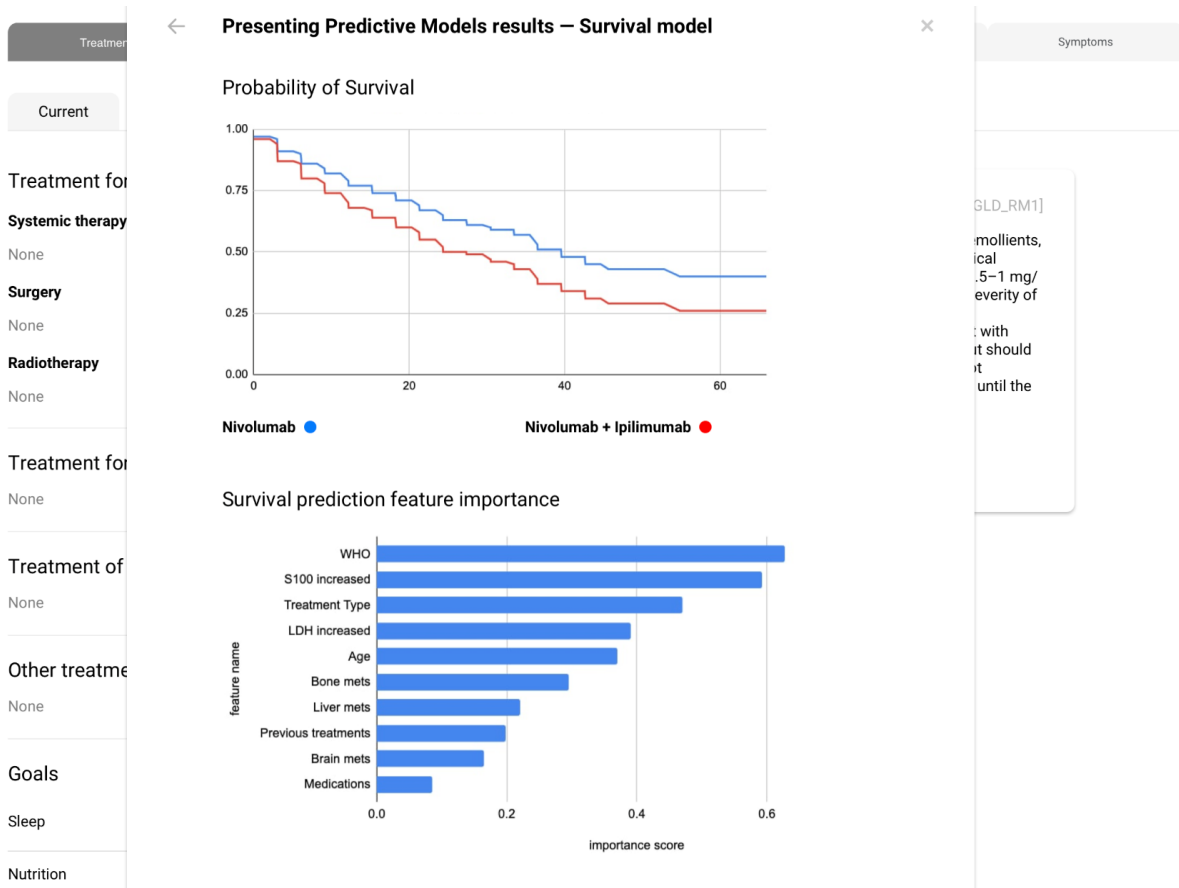 Treatmen
Symptoms
Current
Treatment for
Systemic therapy
None
Surgery
None
Radiotherapy
None
Treatment for
None
Treatment of
None
Other treatme
None
Goals
Sleep
Nutrition
Presenting Predictive Models results — Survival model
Probability of Survival
1.00
0.75
0.50
0.25
0.00
0
20
40
60
Nivolumab
Nivolumab + Ipilimumab
Survival prediction feature importance
feature name
WHO
S100 increased
Treatment Type
LDH increased
Age
Bone mets
Liver mets
Previous treatments
Brain mets
Medications
0.0
0.2
0.4
0.6
importance score
GLD_RM1]
emollients,
ical
.5–1 mg/
everity of
with
should
until the